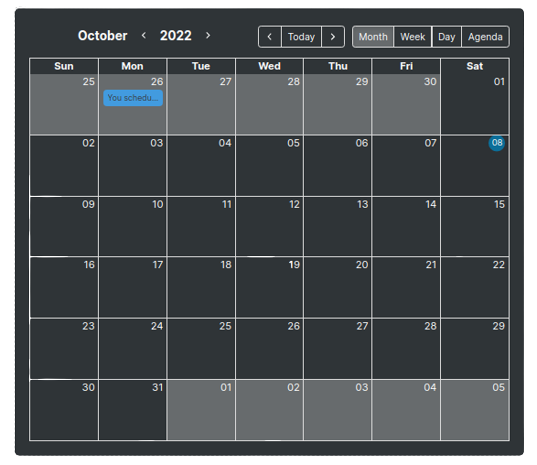 October < 2022 > < Today > Month Week Day Agenda
Sun Mon Tue Wed Thu Fri Sat
25 26 27 28 29 30 01
You schedu...
02 03 04 05 06 07 08
09 10 11 12 13 14 15
16 17 18 19 20 21 22
23 24 25 26 27 28 29
30 31 01 02 03 04 05